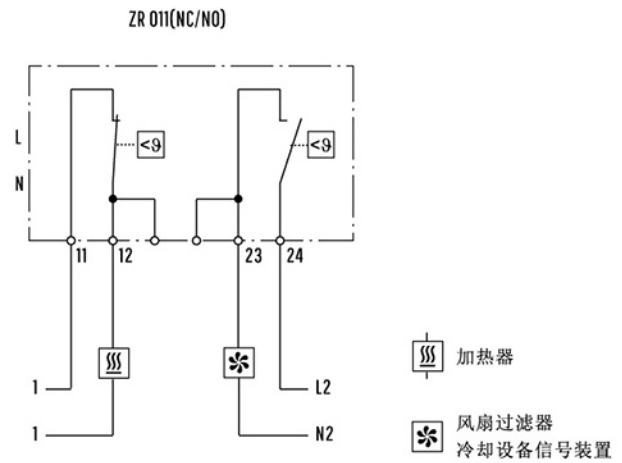 ZR 011(NC/NO)
L
<ϑ
<ϑ
N
11
12
23
24
1
L2
1
N2
加热器
风扇过滤器
冷却设备信号装置